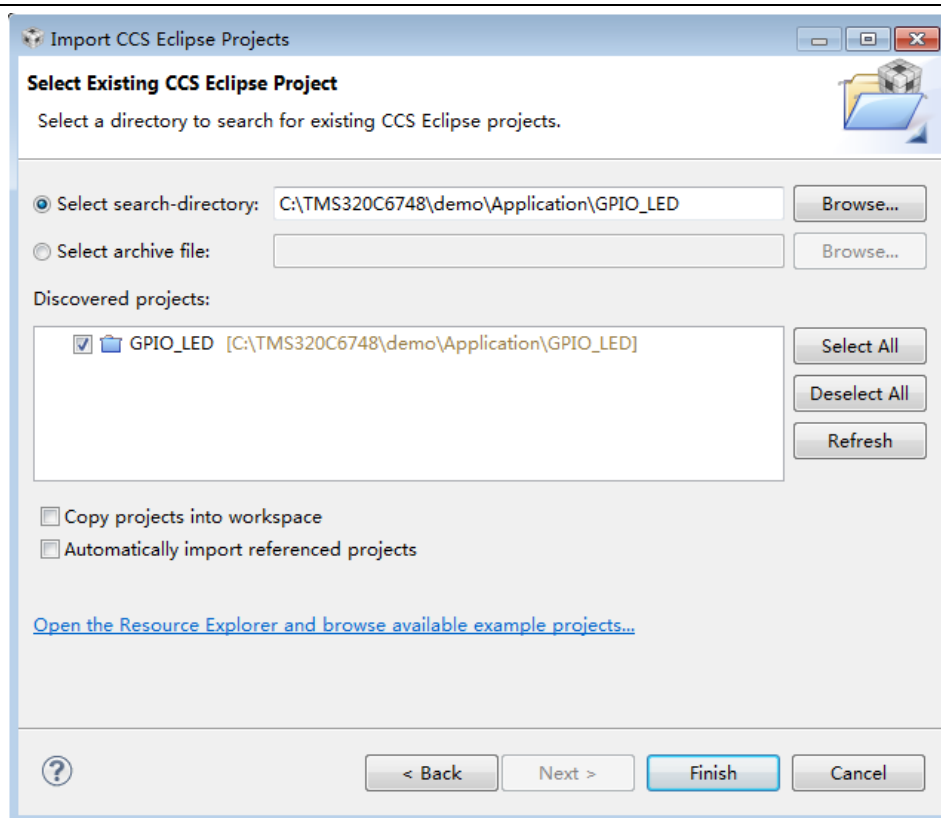 Import CCS Eclipse Projects
Select Existing CCS Eclipse Project
Select a directory to search for existing CCS Eclipse projects.
Select search-directory: C:\TMS320C6748\demo\Application\GPIO_LED Browse...
Select archive file: Browse...
Discovered projects:
GPIO_LED [C:\TMS320C6748\demo\Application\GPIO_LED] Select All
Deselect All
Refresh
Copy projects into workspace
Automatically import referenced projects
Open the Resource Explorer and browse available example projects...
? < Back Next > Finish Cancel